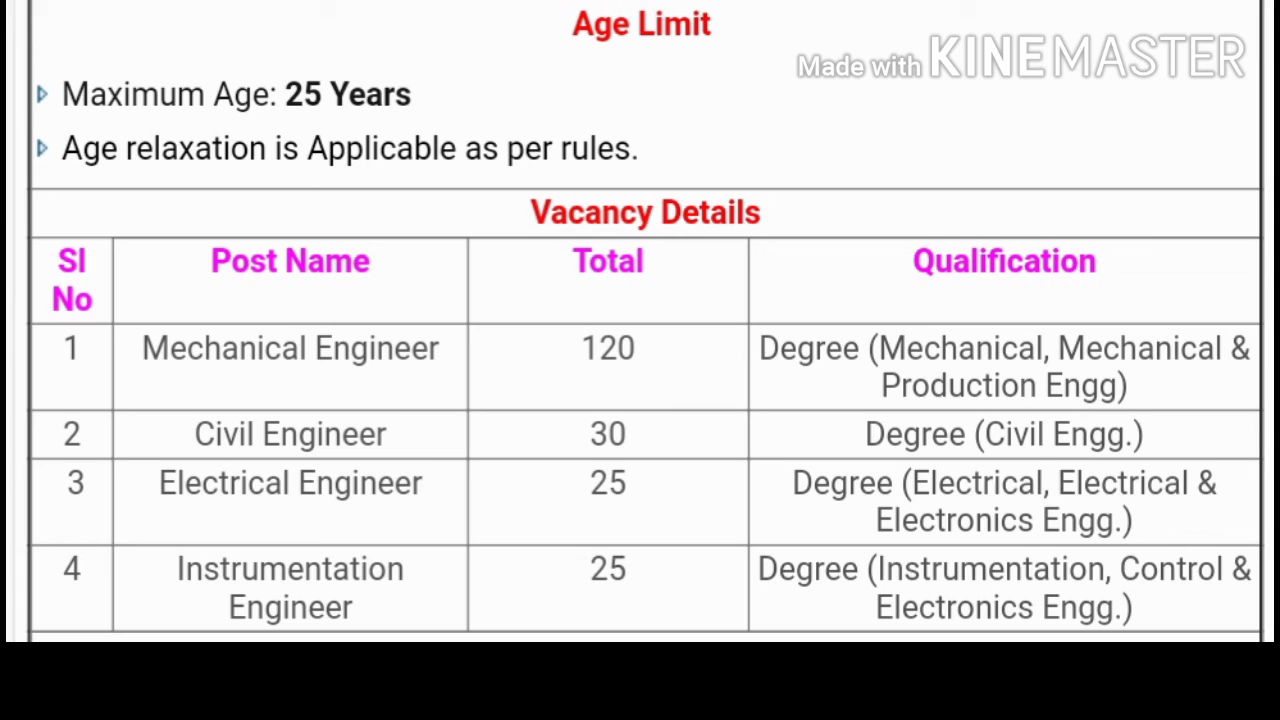 Age Limit
Made with KINEMASTER
Maximum Age: 25 Years
Age relaxation is Applicable as per rules.
Vacancy Details
Sl No Post Name Total Qualification
1 Mechanical Engineer 120 Degree (Mechanical, Mechanical & Production Engg)
2 Civil Engineer 30 Degree (Civil Engg.)
3 Electrical Engineer 25 Degree (Electrical, Electrical & Electronics Engg.)
4 Instrumentation Engineer 25 Degree (Instrumentation, Control & Electronics Engg.)